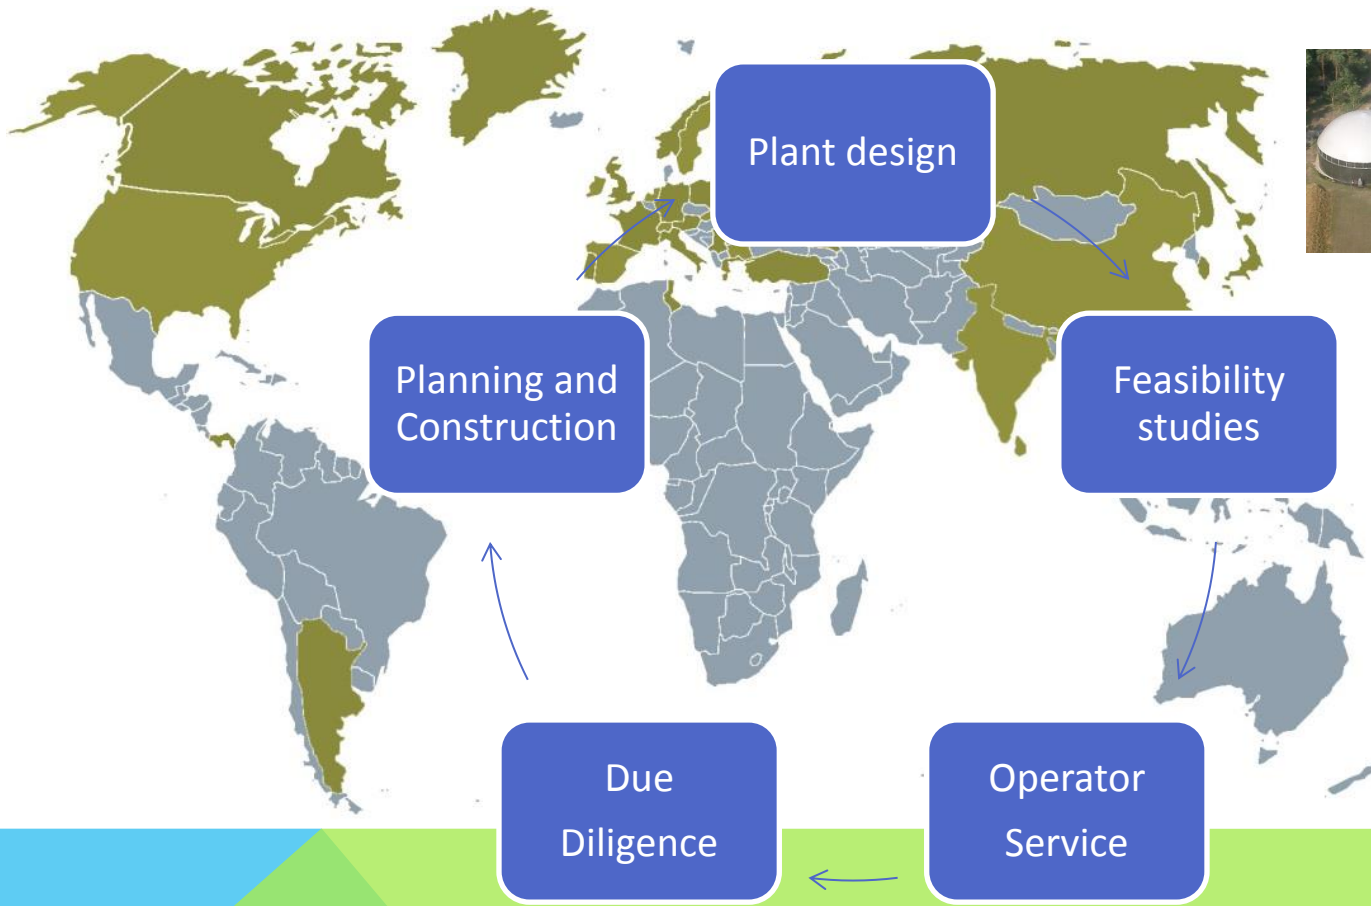 Plant design
Planning and
Construction
Feasibility
studies
Due
Diligence
Operator
Service